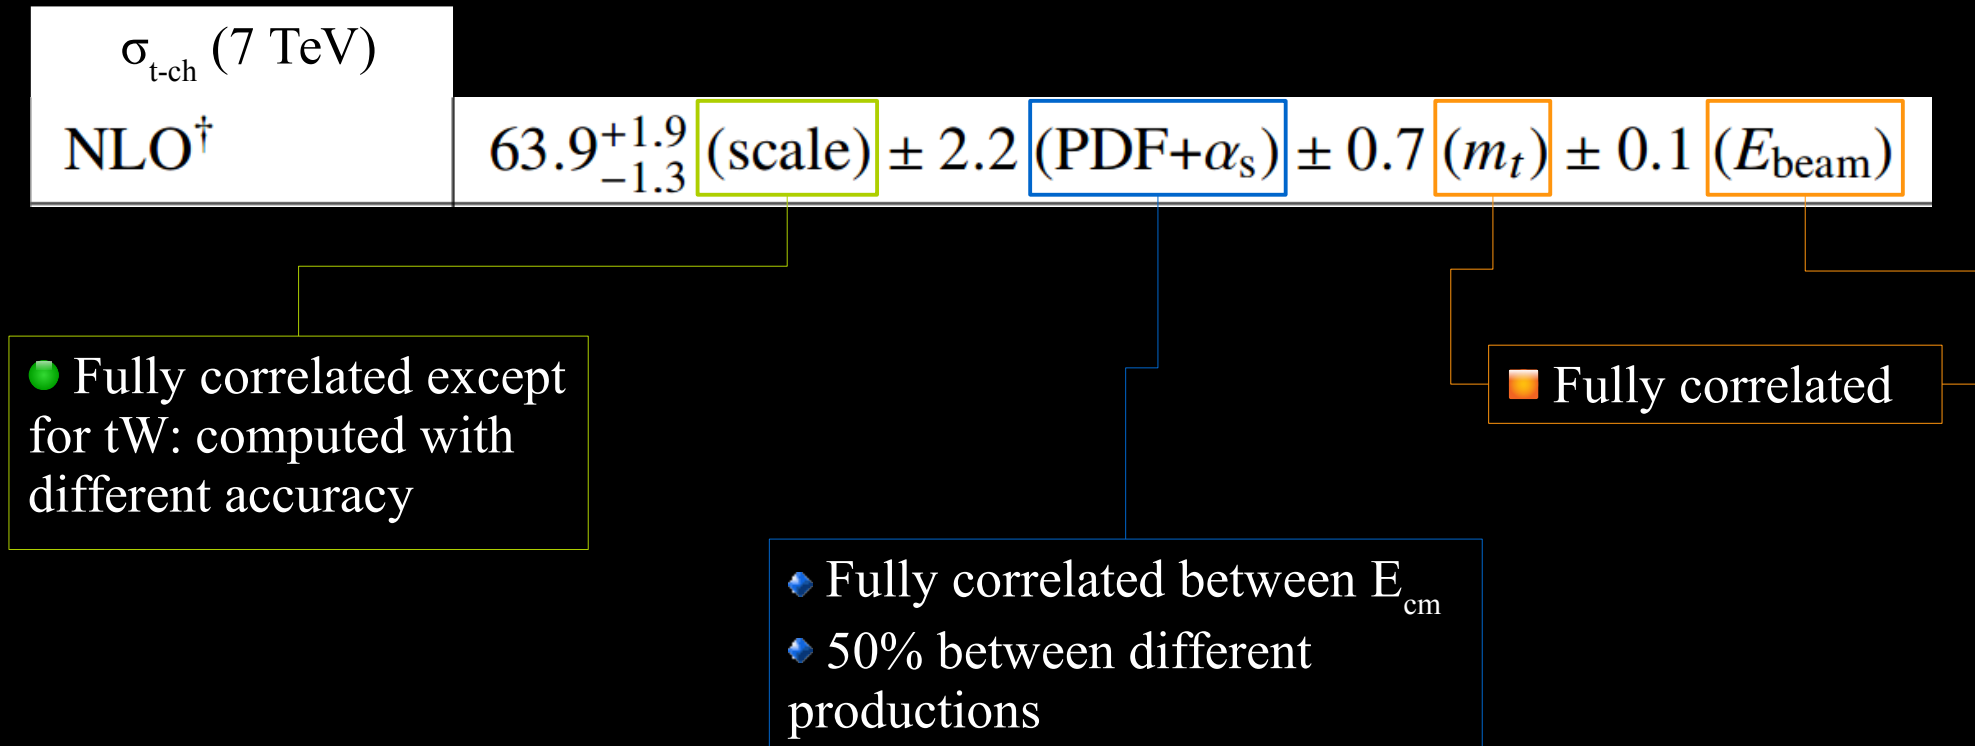 σt-ch (7 TeV)
NLO† 63.9 +1.9 −1.3 (scale) ± 2.2 (PDF+αs) ± 0.7 (mt) ± 0.1 (Ebeam)
Fully correlated except
for tW: computed with
different accuracy
Fully correlated
Fully correlated between Ecm
50% between different
productions